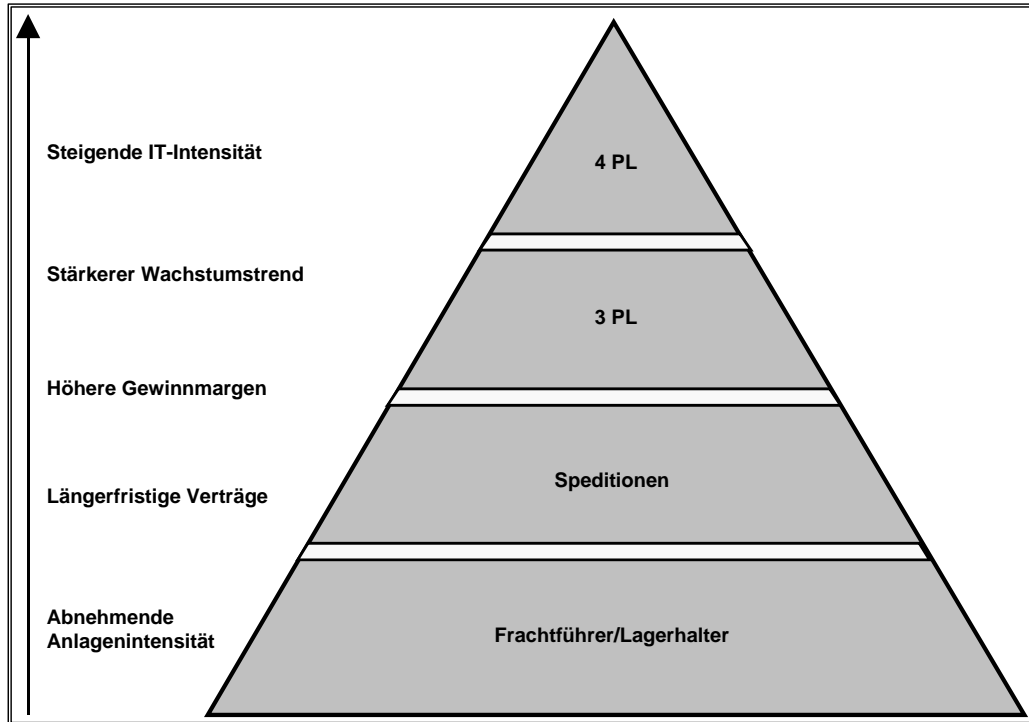 Steigende IT-Intensität
4 PL
Stärkerer Wachstumstrend
3 PL
Höhere Gewinnmargen
Speditionen
Längerfristige Verträge
Abnehmende
Anlagenintensität
Frachtführer/Lagerhalter